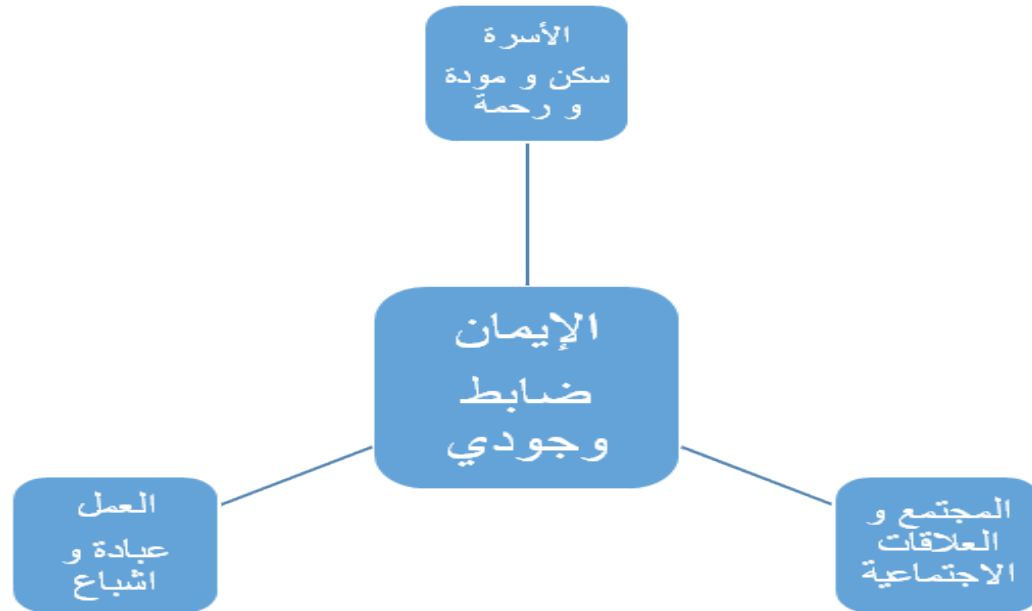 الأسرة
سكن و مودة
و رحمة
الإيمان
ضابط
وجودي
العمل
عبادة و
اشباع
المجتمع و
العلاقات
الاجتماعية